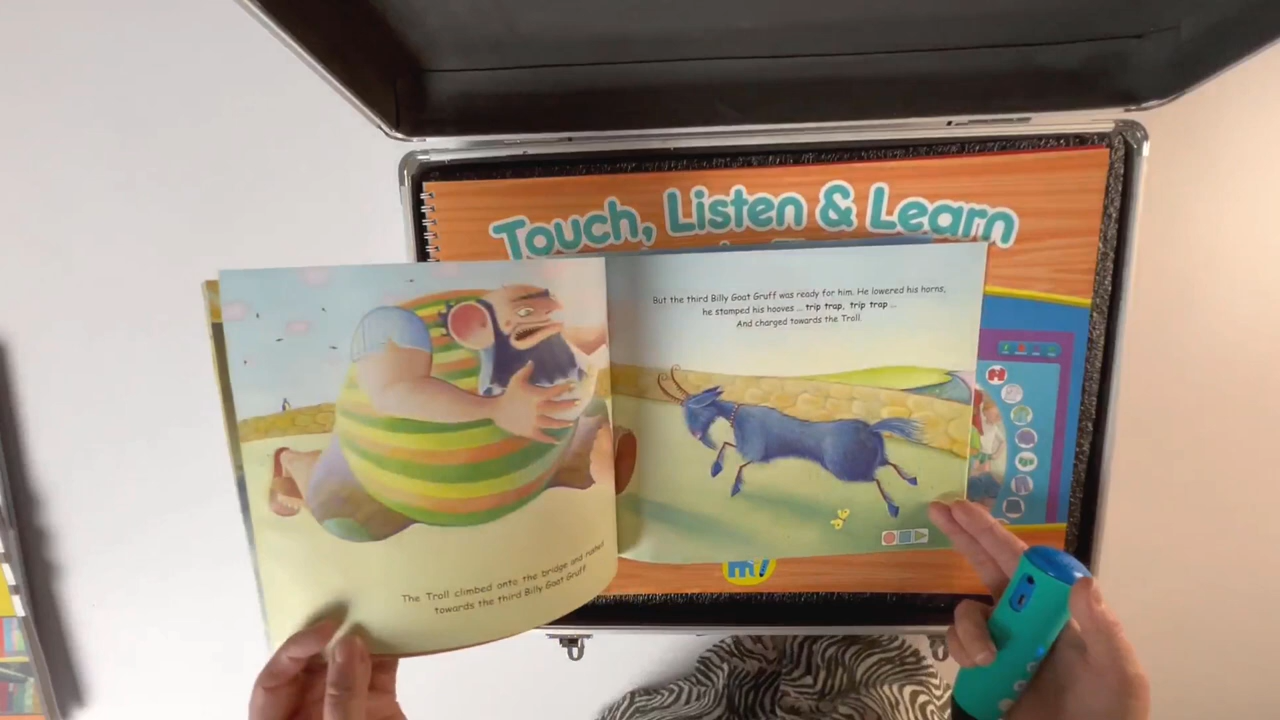 Touch, Listen & Learn
But the third Billy Goat Gruff was ready for him. He lowered his horns,
he stamped his hooves ... trip trap, trip trap ...
And charged towards the Troll.
The Troll climbed onto the bridge and rushed
towards the third Billy Goat Gruff